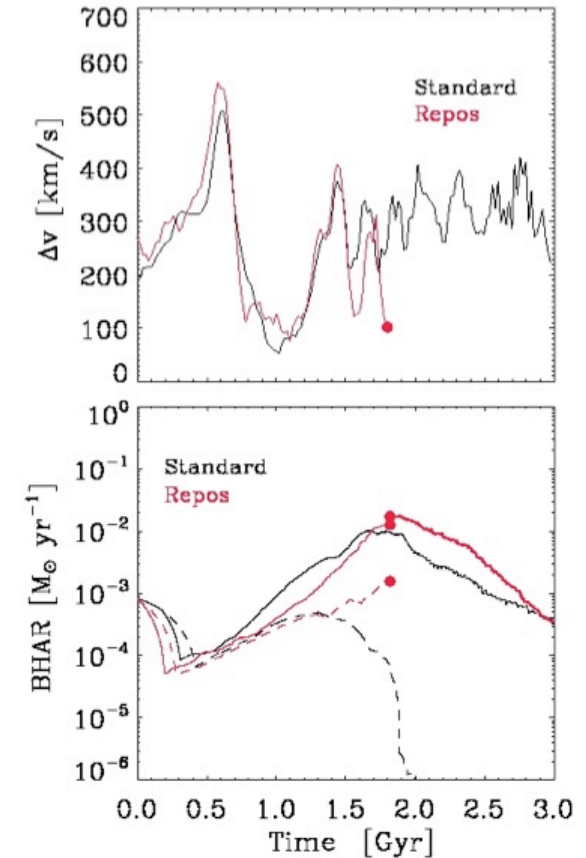 700
600
500
400
300
200
100
0
Δv [km/s]
Standard
Repos
10⁰
10⁻¹
10⁻²
10⁻³
10⁻⁴
10⁻⁵
10⁻⁶
BHAR [M⊙ yr⁻¹]
Standard
Repos
0.0 0.5 1.0 1.5 2.0 2.5 3.0
Time [Gyr]